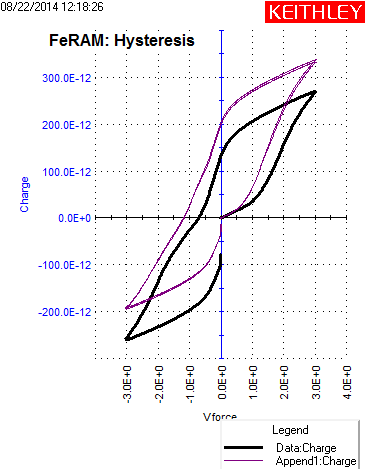 08/22/2014 12:18:26
KEITHLEY
FeRAM: Hysteresis
300.0E-12
200.0E-12
100.0E-12
0.0E+0
-100.0E-12
-200.0E-12
Charge
-3.0E+0
-2.0E+0
-1.0E+0
0.0E+0
1.0E+0
2.0E+0
3.0E+0
4.0E+0
Vforce
Legend
Data:Charge
Append1:Charge